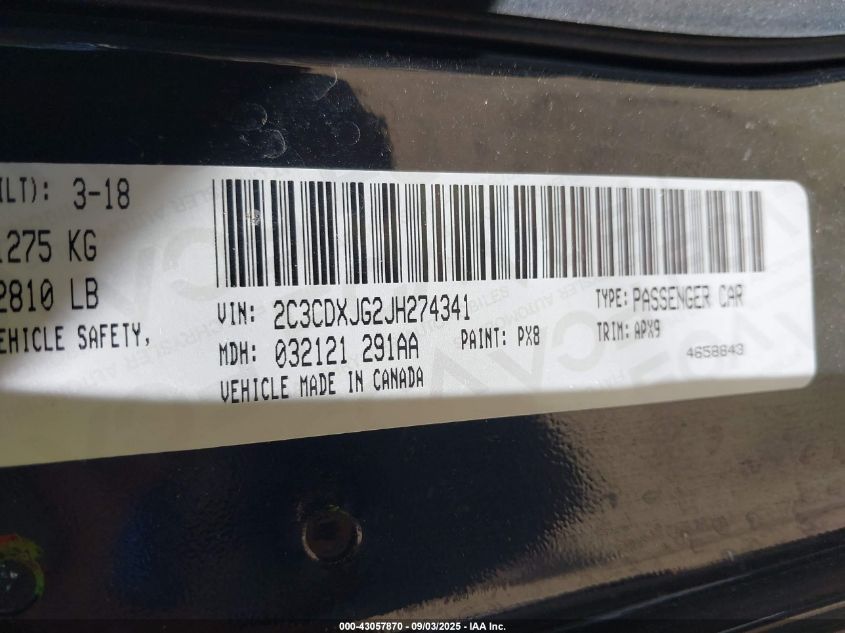 ILT): 3-18
1275 KG
2810 LB
EHICLE SAFETY,
VIN: 2C3CDXJG2JH274341
TYPE: PASSENGER CAR
MDH: 032121 291AA
PAINT: PX8
TRIM: APX9
VEHICLE MADE IN CANADA
4658843
000-43057870 - 09/03/2025 - IAA Inc.